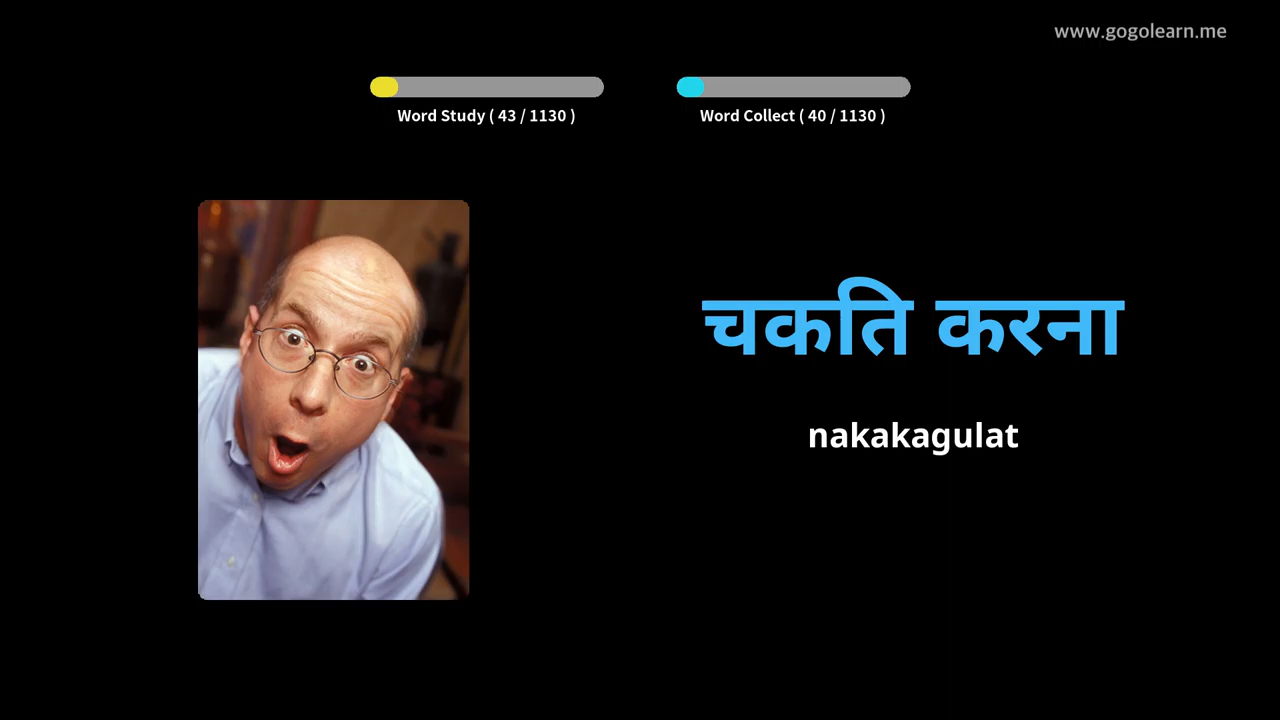 www.gogolearn.me
Word Study ( 43 / 1130 )
Word Collect ( 40 / 1130 )
चकति करना
nakakagulat